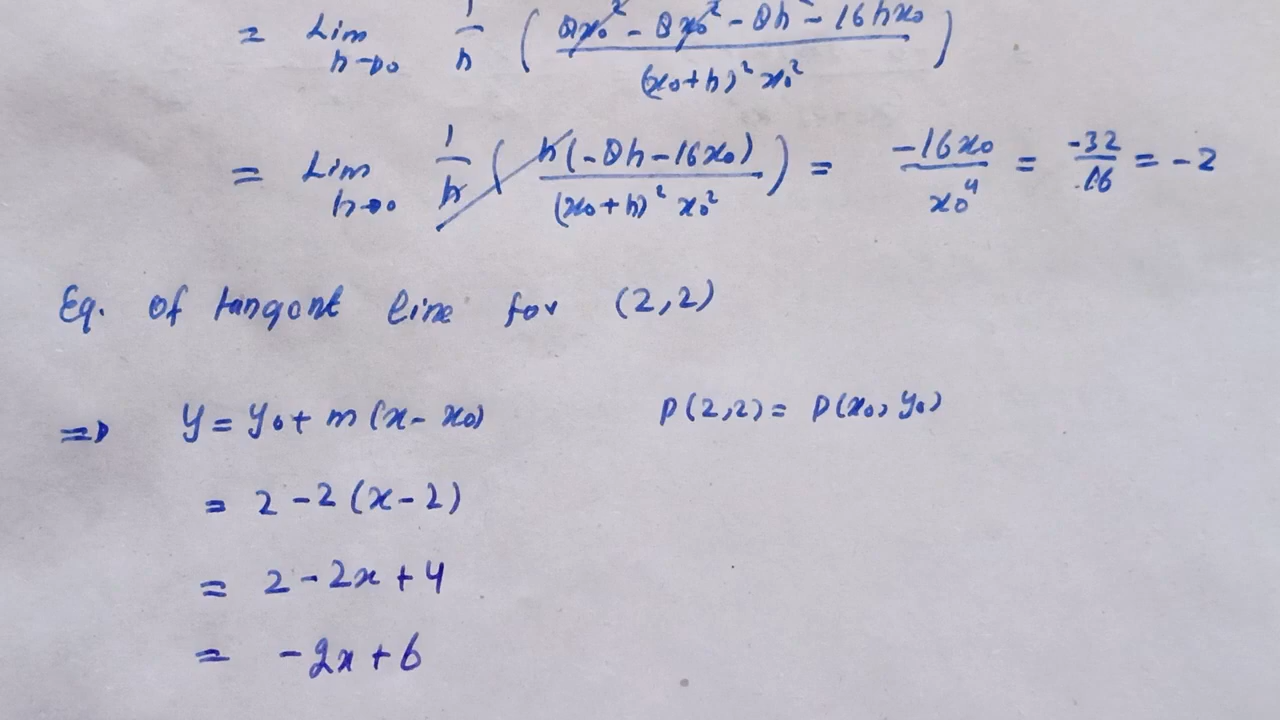 = Lim h→0 1/h ( 8x₀² - 8x₀² - 8h² - 16hx₀ / (x₀+h)² x₀² )
= Lim h→0 1/h ( h(-8h-16x₀) / (x₀+h)² x₀² ) = -16x₀ / x₀⁴ = -32/16 = -2
Eq. of tangent line for (2,2)
⇒ y = y₀ + m(x - x₀) P(2,2) = P(x₀, y₀)
= 2 - 2(x-2)
= 2 - 2x + 4
= -2x + 6